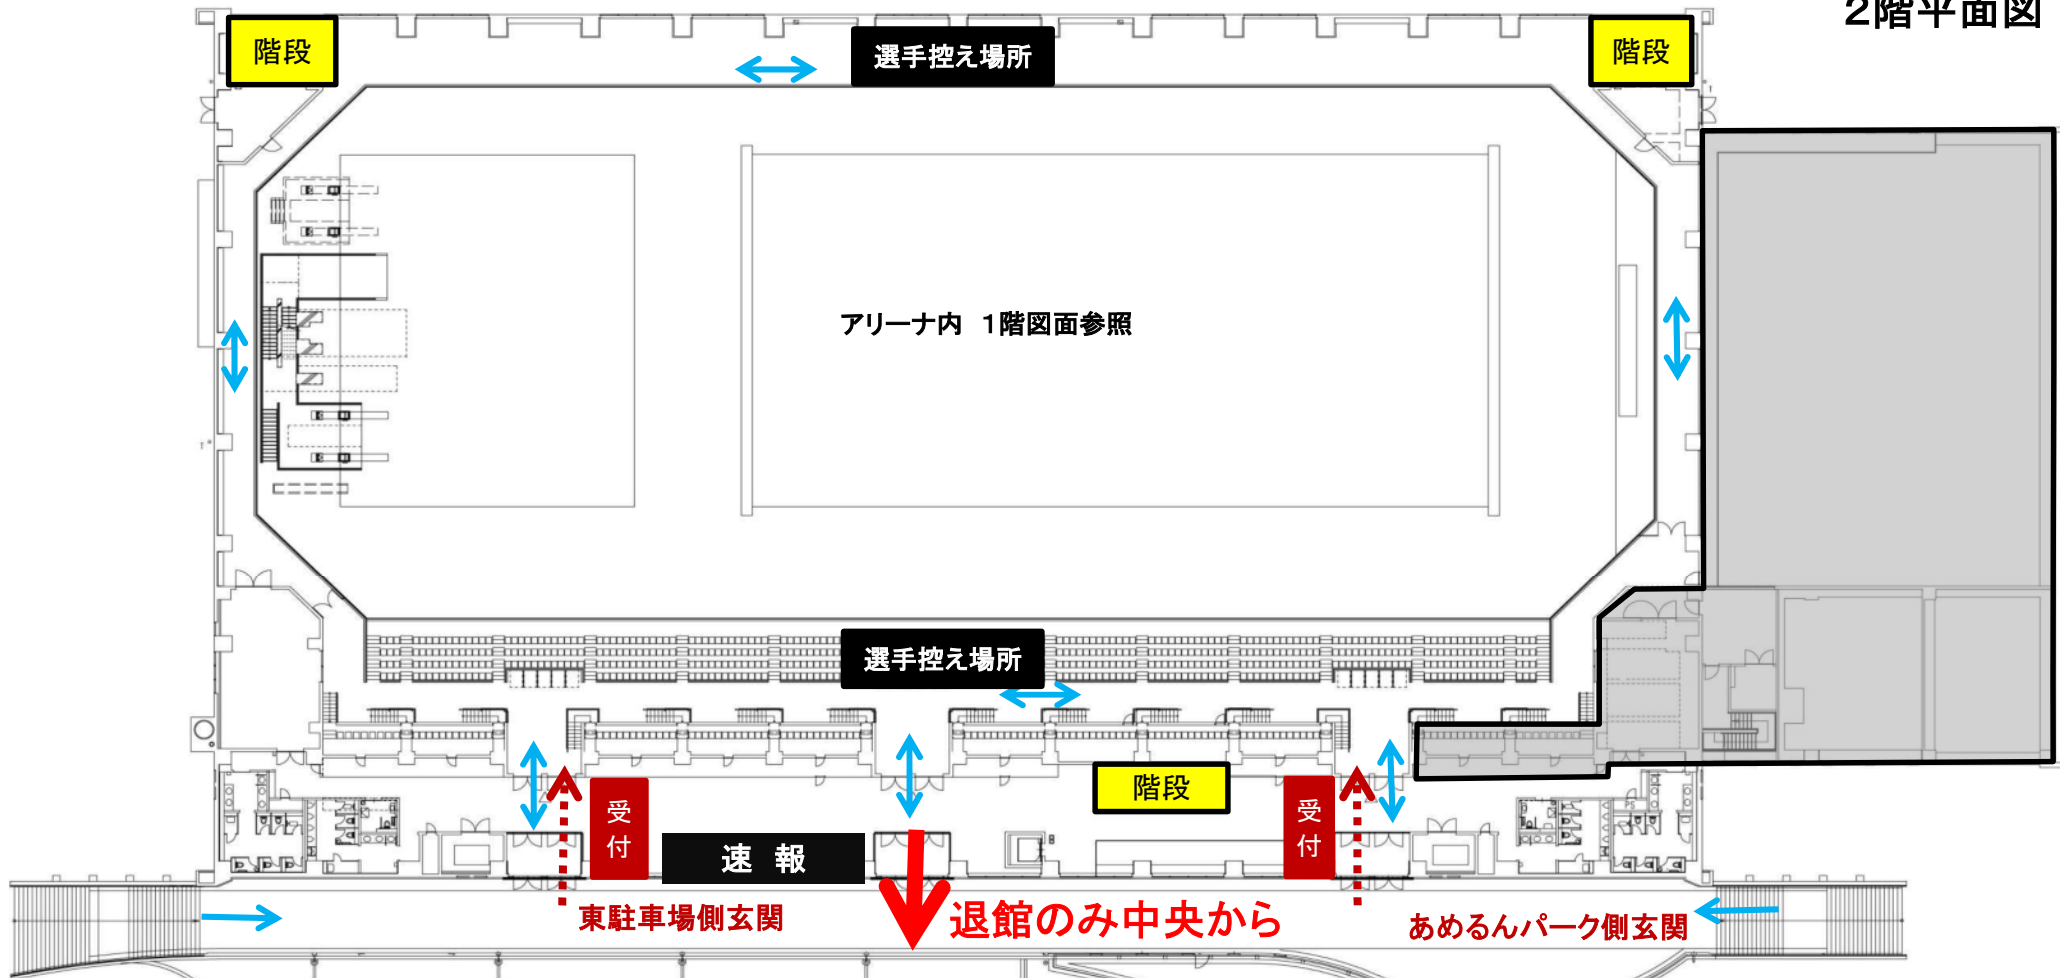 2階平面図
階段
選手控え場所
階段
アリーナ内　1階図面参照
選手控え場所
階段
受付
受付
速 報
東駐車場側玄関
退館のみ中央から
あめるんパーク側玄関
PS